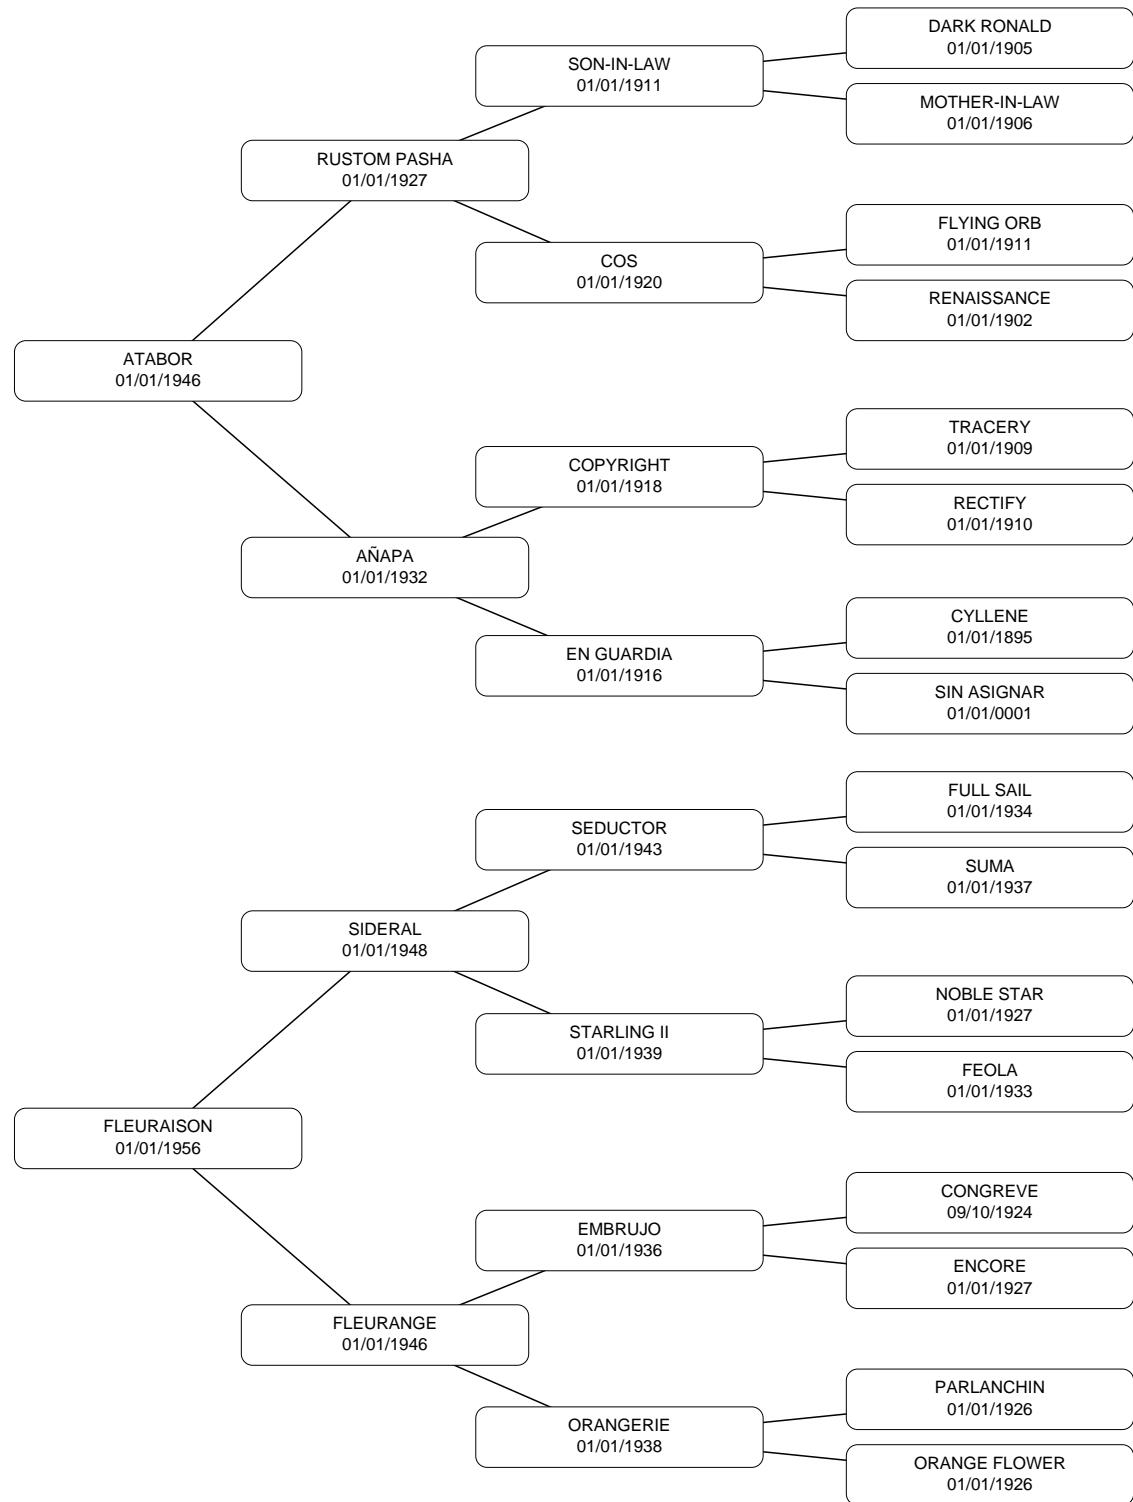 DARK RONALD
01/01/1905
SON-IN-LAW
01/01/1911
MOTHER-IN-LAW
01/01/1906
RUSTOM PASHA
01/01/1927
FLYING ORB
01/01/1911
COS
01/01/1920
RENAISSANCE
01/01/1902
ATABOR
01/01/1946
TRACERY
01/01/1909
COPYRIGHT
01/01/1918
RECTIFY
01/01/1910
AÑAPA
01/01/1932
CYLLENE
01/01/1895
EN GUARDIA
01/01/1916
SIN ASIGNAR
01/01/0001
FULL SAIL
01/01/1934
SEDUCTOR
01/01/1943
SUMA
01/01/1937
SIDERAL
01/01/1948
NOBLE STAR
01/01/1927
STARLING II
01/01/1939
FEOLA
01/01/1933
FLEURAISON
01/01/1956
CONGREVE
09/10/1924
EMBRUJO
01/01/1936
ENCORE
01/01/1927
FLEURANGE
01/01/1946
PARLANCHIN
01/01/1926
ORANGERIE
01/01/1938
ORANGE FLOWER
01/01/1926